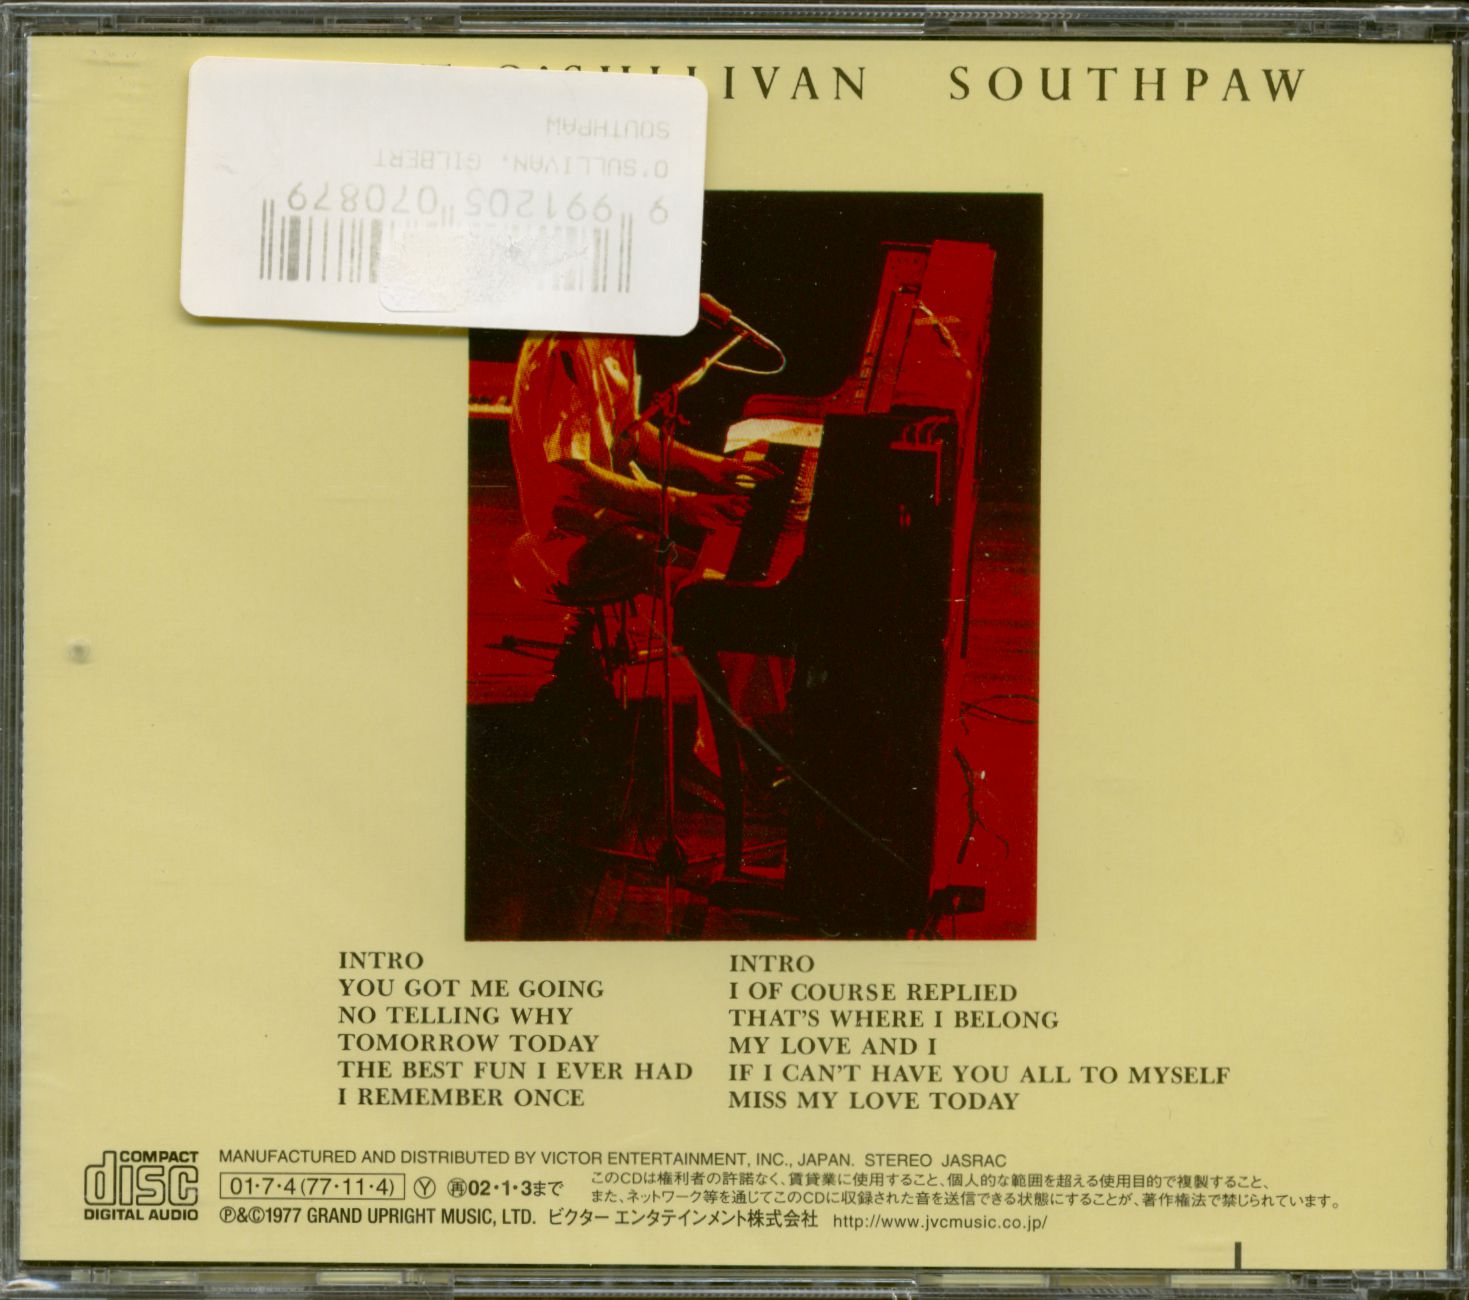 O'SULLIVAN SOUTHPAW
SOUTHPAW
O'SULLIVAN, GILBERT
9 991205 070879
INTRO
YOU GOT ME GOING
NO TELLING WHY
TOMORROW TODAY
THE BEST FUN I EVER HAD
I REMEMBER ONCE
INTRO
I OF COURSE REPLIED
THAT'S WHERE I BELONG
MY LOVE AND I
IF I CAN'T HAVE YOU ALL TO MYSELF
MISS MY LOVE TODAY
COMPACT
disc
DIGITAL AUDIO
MANUFACTURED AND DISTRIBUTED BY VICTOR ENTERTAINMENT, INC., JAPAN. STEREO JASRAC
01・7・4 (77・11・4) Ⓨ ㊢02・1・3まで
このCDは権利者の許諾なく、賃貸業に使用すること、個人的な範囲を超える使用目的で複製すること、
また、ネットワーク等を通じてこのCDに収録された音を送信できる状態にすることが、著作権法で禁じられています。
℗&©1977 GRAND UPRIGHT MUSIC, LTD. ビクター エンタテインメント株式会社 http://www.jvcmusic.co.jp/